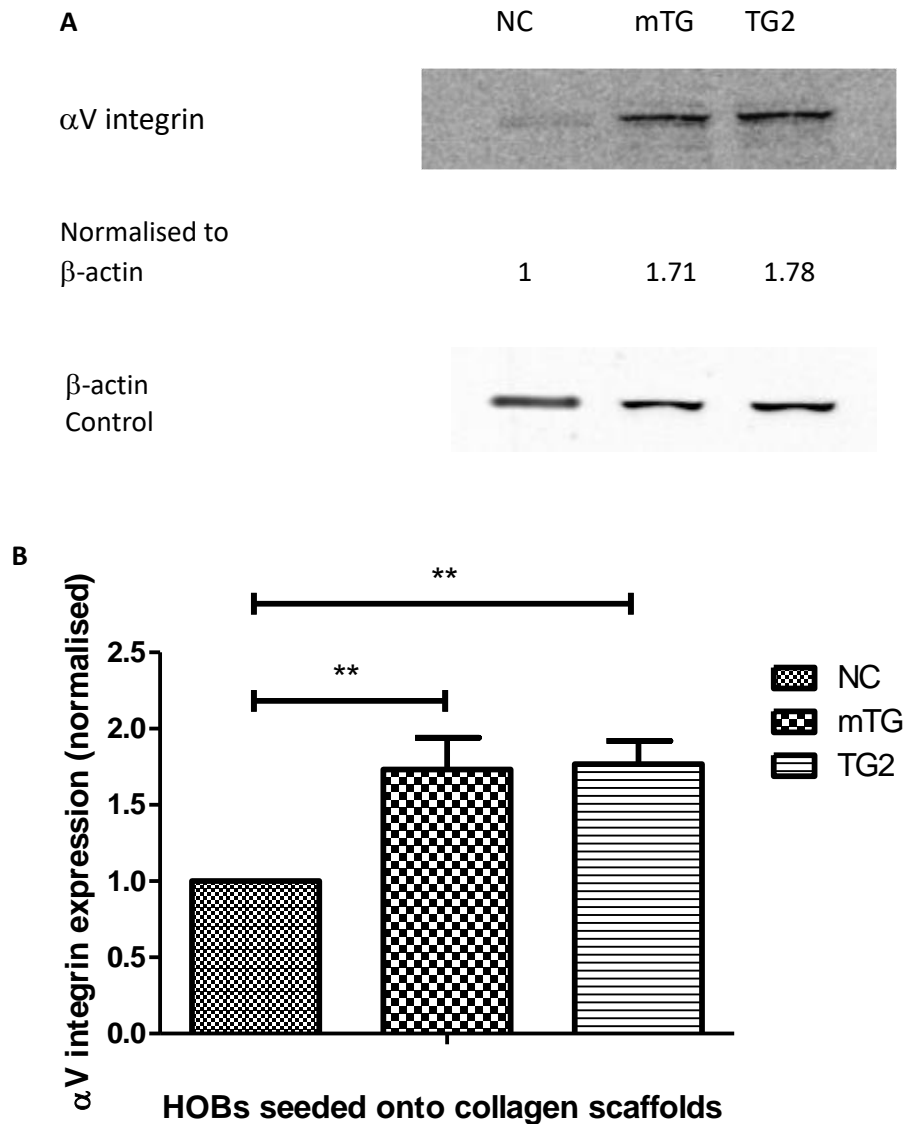 A
NC mTG TG2
αV integrin
Normalised to
β-actin 1 1.71 1.78
β-actin
Control
B
**
**
αV integrin expression (normalised)
2.5
2.0
1.5
1.0
0.5
0.0
NC
mTG
TG2
HOBs seeded onto collagen scaffolds